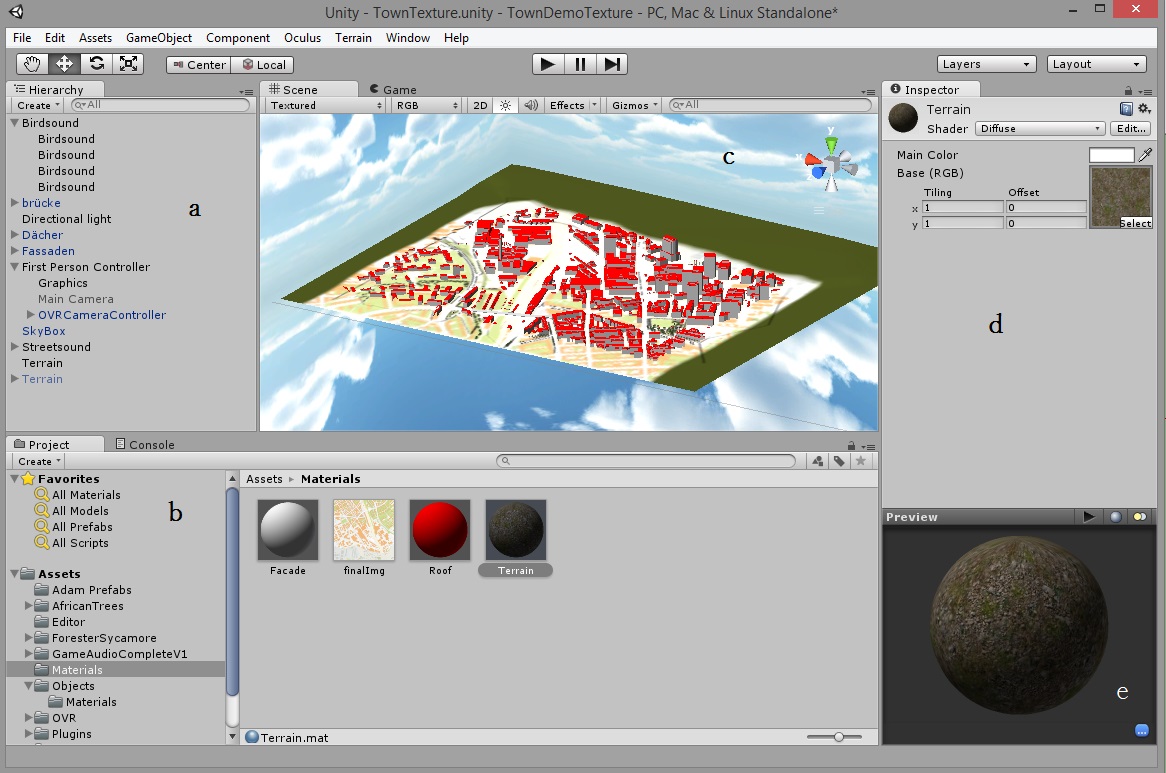 Unity - TownTexture.unity - TownDemoTexture - PC, Mac & Linux Standalone*
File Edit Assets GameObject Component Oculus Terrain Window Help
Center Local
Layers Layout
Hierarchy
Create All
Birdsound
Birdsound
Birdsound
Birdsound
Birdsound
brücke
Directional light
Dächer
Fassaden
First Person Controller
Graphics
Main Camera
OVRCameraController
SkyBox
Streetsound
Terrain
Terrain
a
Scene Game
Textured RGB 2D Effects Gizmos All
c
y
x
Inspector
Terrain
Shader Diffuse Edit...
Main Color
Base (RGB)
Tiling Offset
x 1 0
y 1 0
Select
d
Project Console
Create
Favorites
All Materials
All Models
All Prefabs
All Scripts
b
Assets
Adam Prefabs
AfricanTrees
Editor
ForesterSycamore
GameAudioCompleteV1
Materials
Objects
Materials
OVR
Plugins
Assets Materials
Facade finalImg Roof Terrain
Terrain.mat
Preview
e